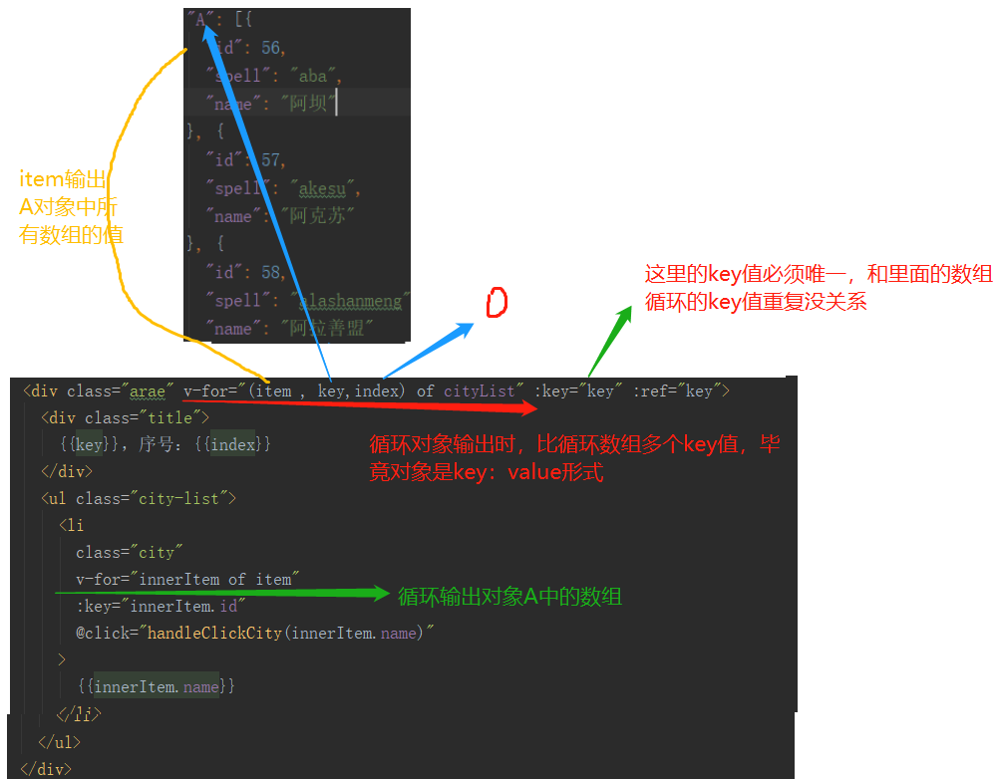 "A": [{
"id": 56,
"spell": "aba",
"name": "阿坝"
}, {
"id": 57,
"spell": "akesu",
"name": "阿克苏"
}, {
"id": 58,
"spell": "alashanmeng"
"name": "阿拉善盟"
item输出
A对象中所
有数组的值
0
这里的key值必须唯一，和里面的数组
循环的key值重复没关系
<div class="arae" v-for="(item , key,index) of cityList" :key="key" :ref="key">
<div class="title">
{{key}}，序号：{{index}}
</div>
<ul class="city-list">
<li
class="city"
v-for="innerItem of item"
:key="innerItem.id"
@click="handleClickCity(innerItem.name)"
>
{{innerItem.name}}
</li>
</ul>
</div>
循环对象输出时，比循环数组多个key值，毕
竟对象是key：value形式
循环输出对象A中的数组